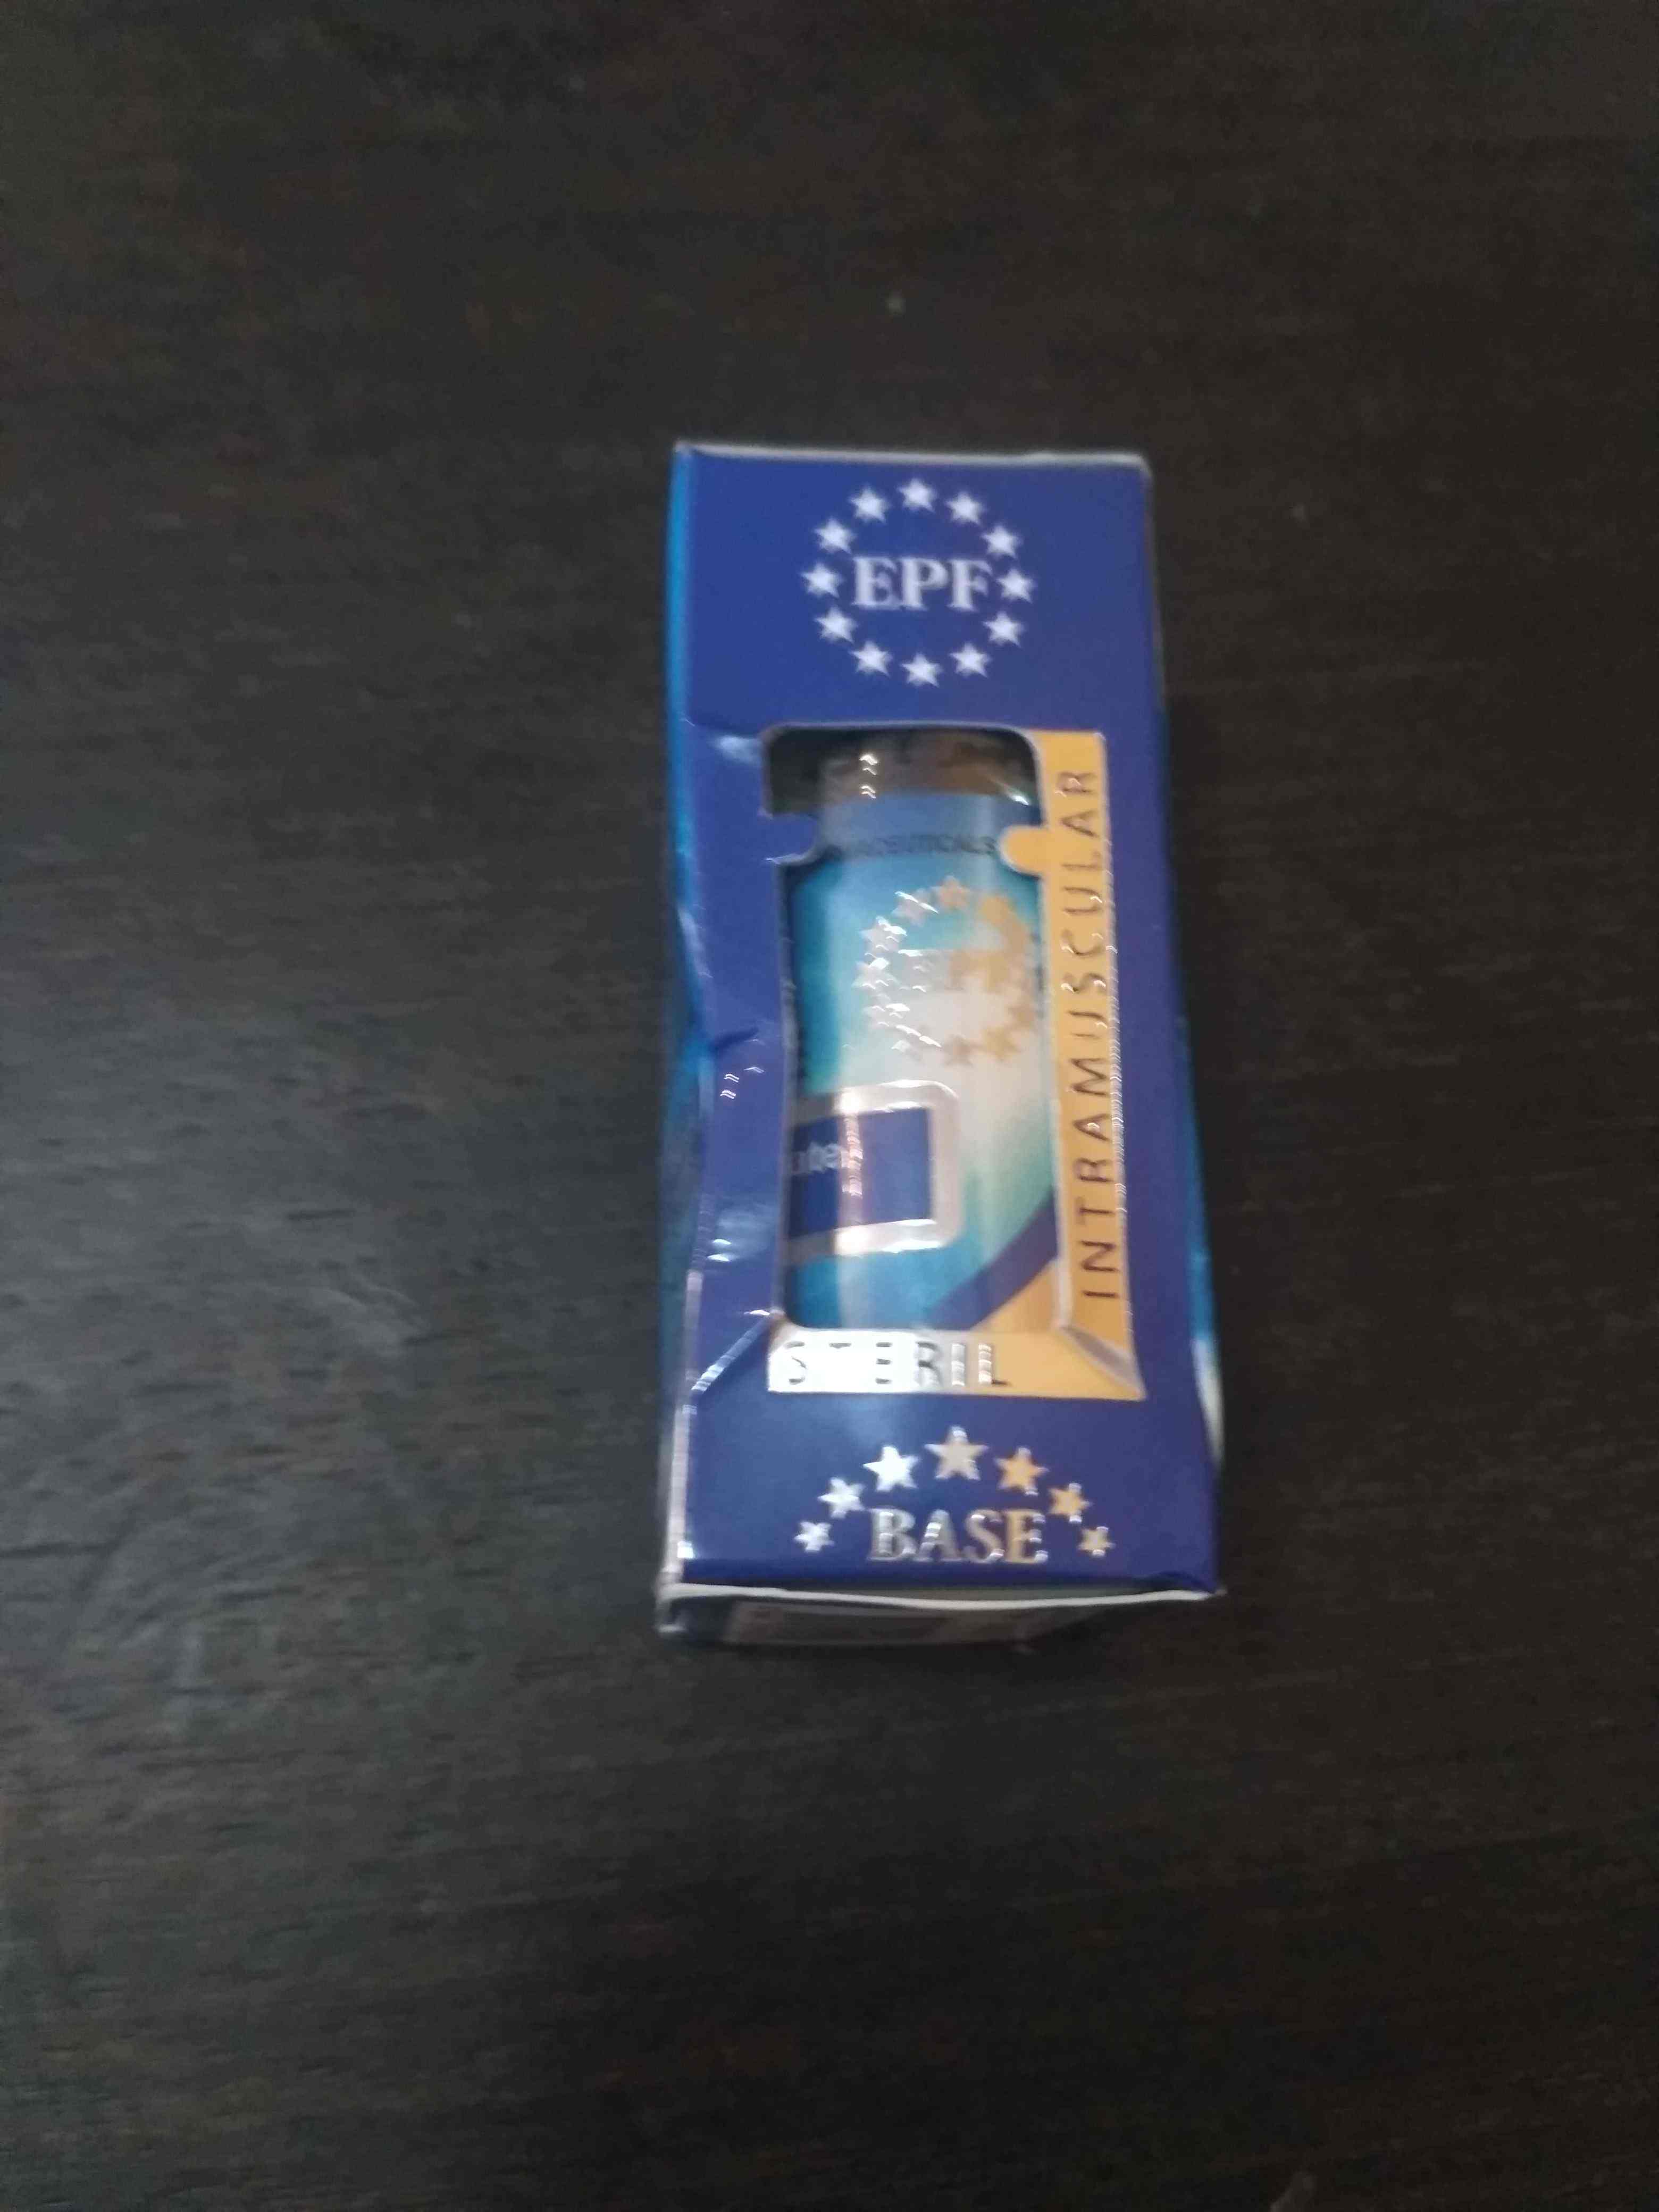 EPF
INTRAMUSCULAR
STERIL
BASE